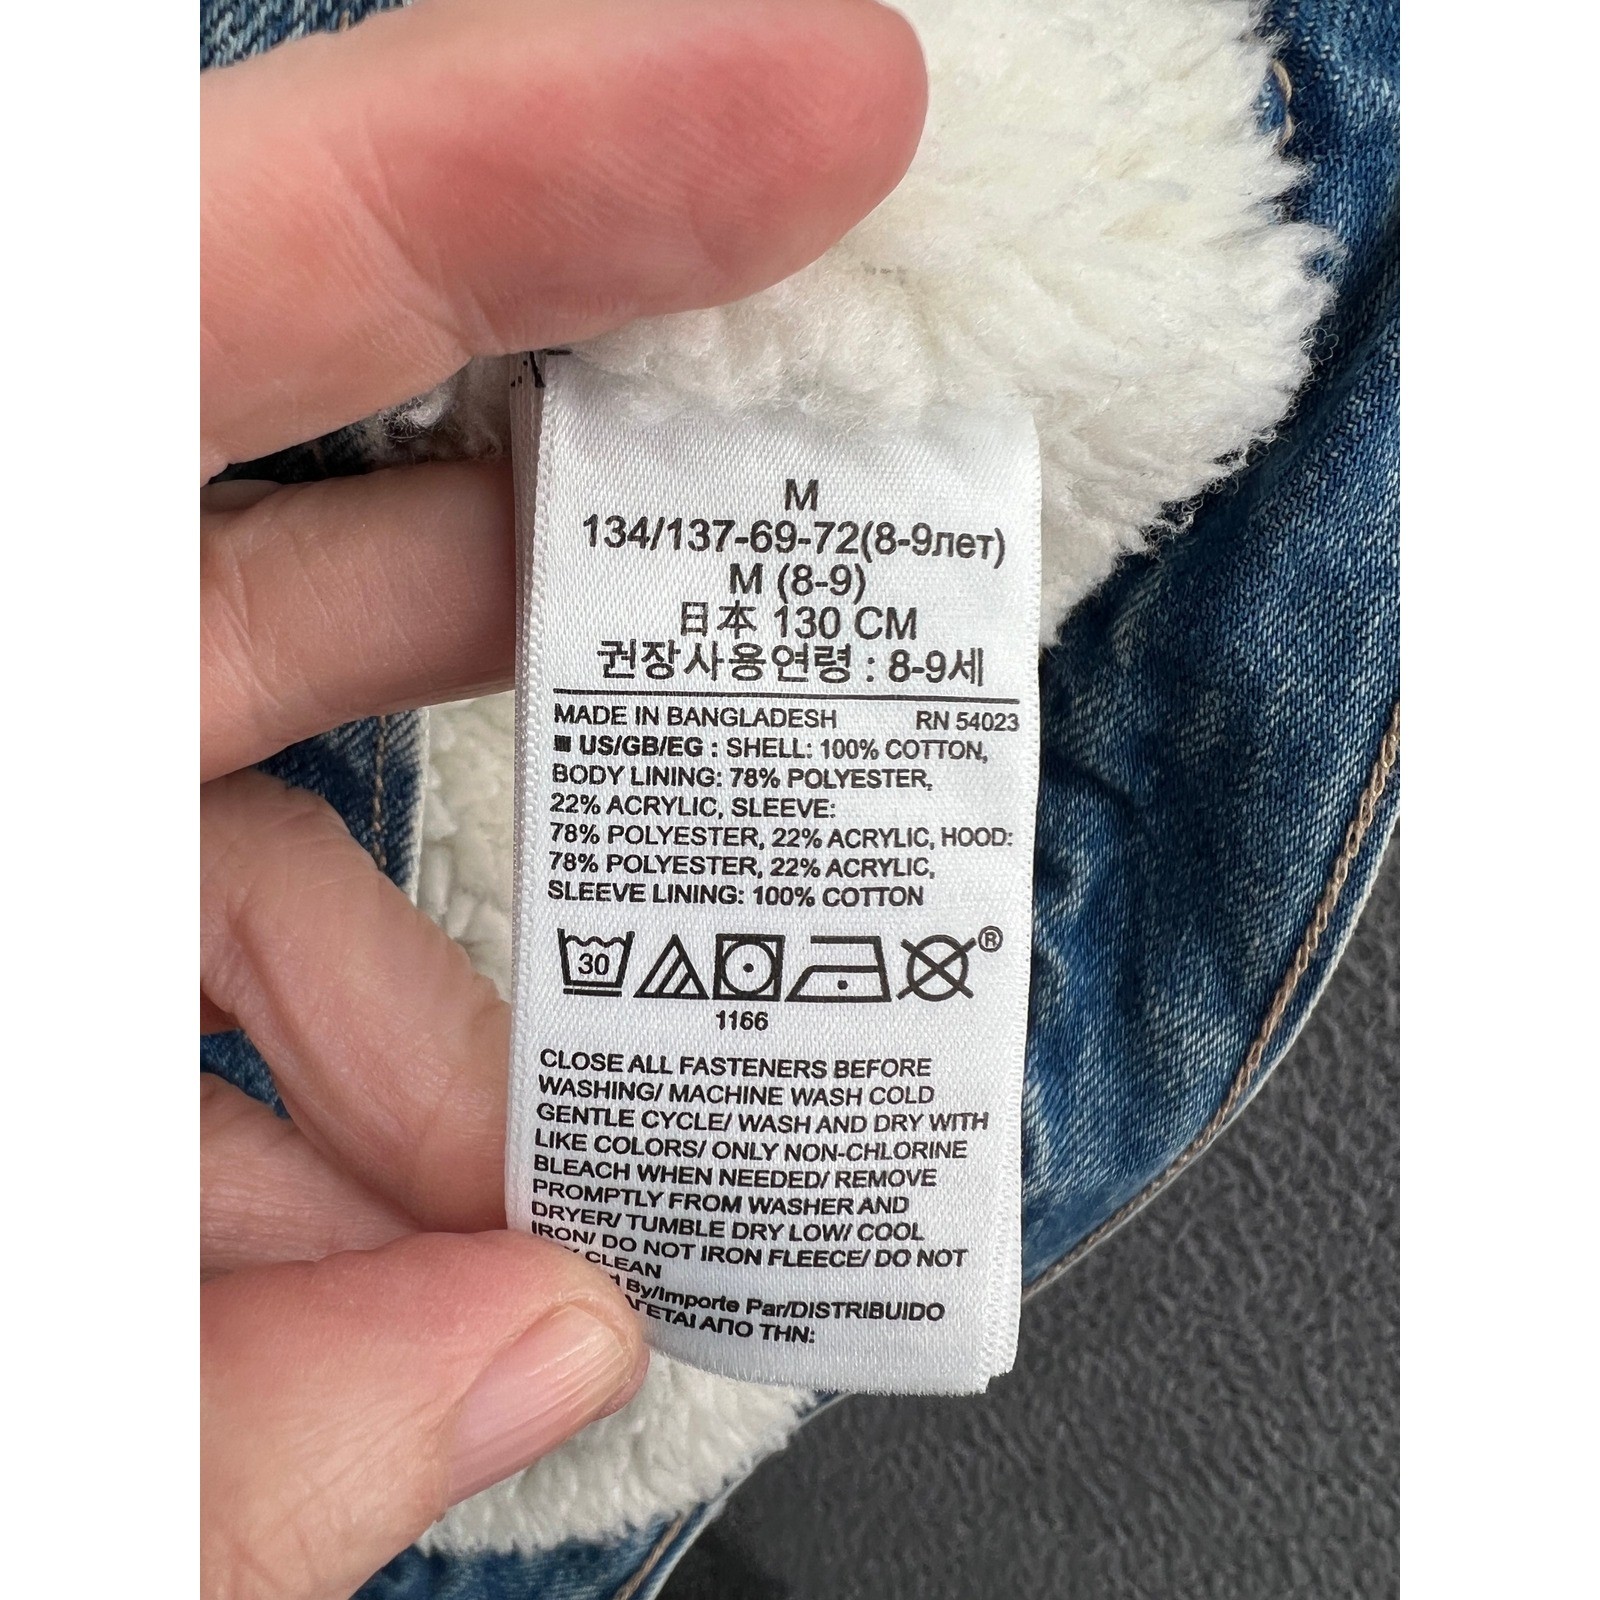 M
134/137-69-72(8-9лет)
M (8-9)
日本 130 CM
권장사용연령 : 8-9세
MADE IN BANGLADESH RN 54023
■ US/GB/EG : SHELL: 100% COTTON,
BODY LINING: 78% POLYESTER,
22% ACRYLIC, SLEEVE:
78% POLYESTER, 22% ACRYLIC, HOOD:
78% POLYESTER, 22% ACRYLIC,
SLEEVE LINING: 100% COTTON
30 ®
1166
CLOSE ALL FASTENERS BEFORE
WASHING/ MACHINE WASH COLD
GENTLE CYCLE/ WASH AND DRY WITH
LIKE COLORS/ ONLY NON-CHLORINE
BLEACH WHEN NEEDED/ REMOVE
PROMPTLY FROM WASHER AND
DRYER/ TUMBLE DRY LOW/ COOL
IRON/ DO NOT IRON FLEECE/ DO NOT
CLEAN
By/Importe Par/DISTRIBUIDO
ΑΠΟ ΤΗΝ: